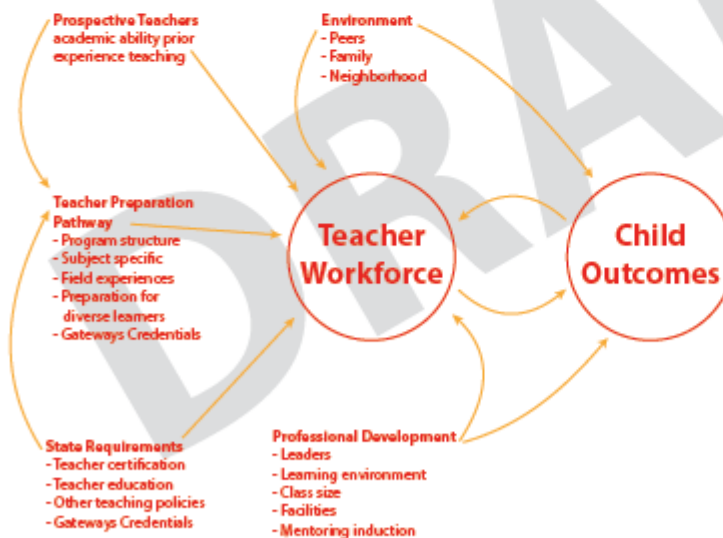 Prospective Teachers
academic ability prior
experience teaching
Environment
- Peers
- Family
- Neighborhood
Teacher Preparation
Pathway
- Program structure
- Subject specific
- Field experiences
- Preparation for
diverse learners
- Gateways Credentials
Teacher
Workforce
Child
Outcomes
State Requirements
- Teacher certification
- Teacher education
- Other teaching policies
- Gateways Credentials
Professional Development
- Leaders
- Learning environment
- Class size
- Facilities
- Mentoring induction
DRA